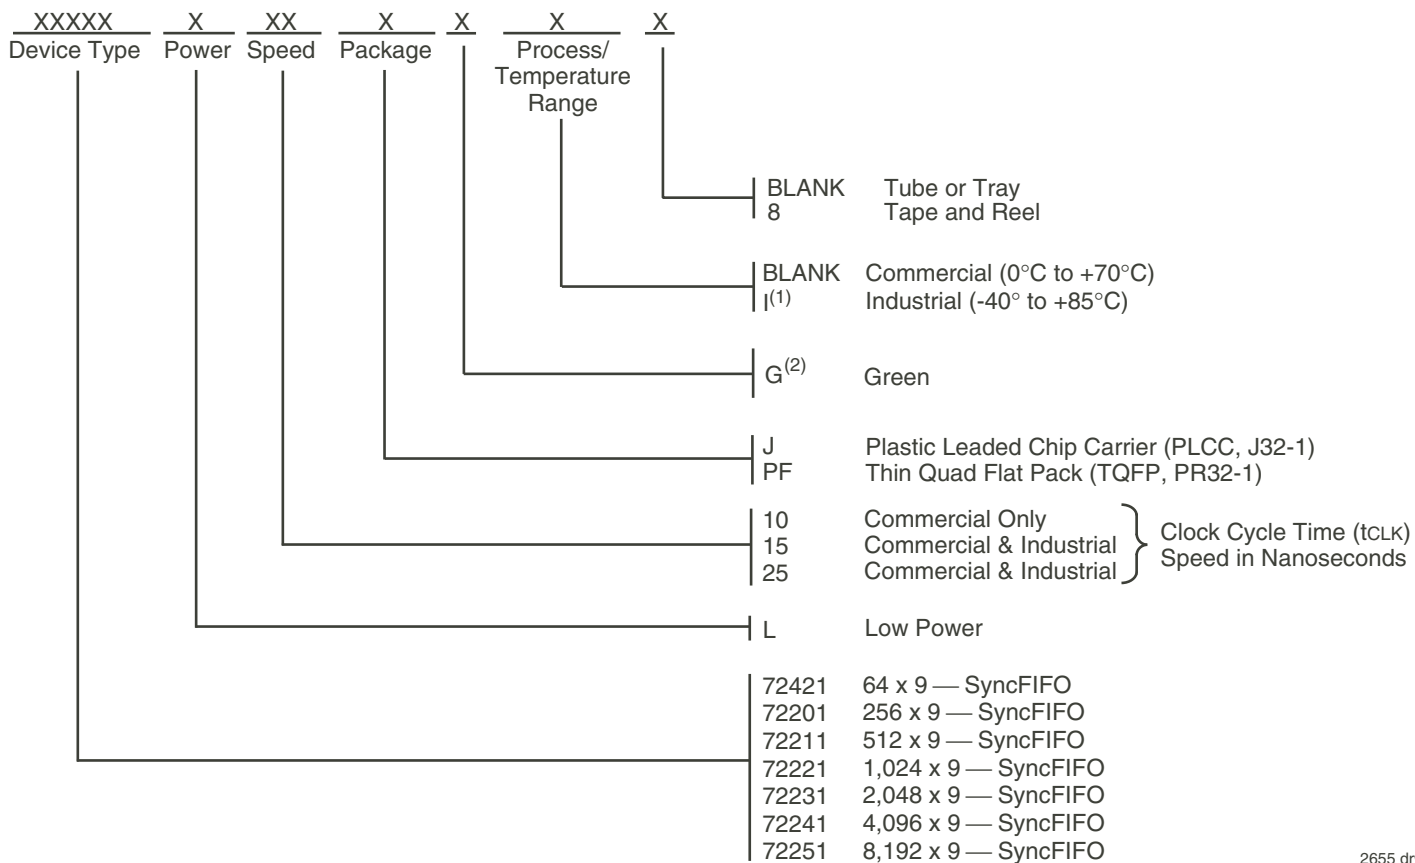 XXXXX X XX X X X X
Device Type Power Speed Package Process/
Temperature
Range
BLANK Tube or Tray
8 Tape and Reel
BLANK Commercial (0°C to +70°C)
I(1) Industrial (-40° to +85°C)
G(2) Green
J Plastic Leaded Chip Carrier (PLCC, J32-1)
PF Thin Quad Flat Pack (TQFP, PR32-1)
10 Commercial Only
15 Commercial & Industrial
25 Commercial & Industrial
Clock Cycle Time (tCLK)
Speed in Nanoseconds
L Low Power
72421 64 x 9 — SyncFIFO
72201 256 x 9 — SyncFIFO
72211 512 x 9 — SyncFIFO
72221 1,024 x 9 — SyncFIFO
72231 2,048 x 9 — SyncFIFO
72241 4,096 x 9 — SyncFIFO
72251 8,192 x 9 — SyncFIFO
2655 dr